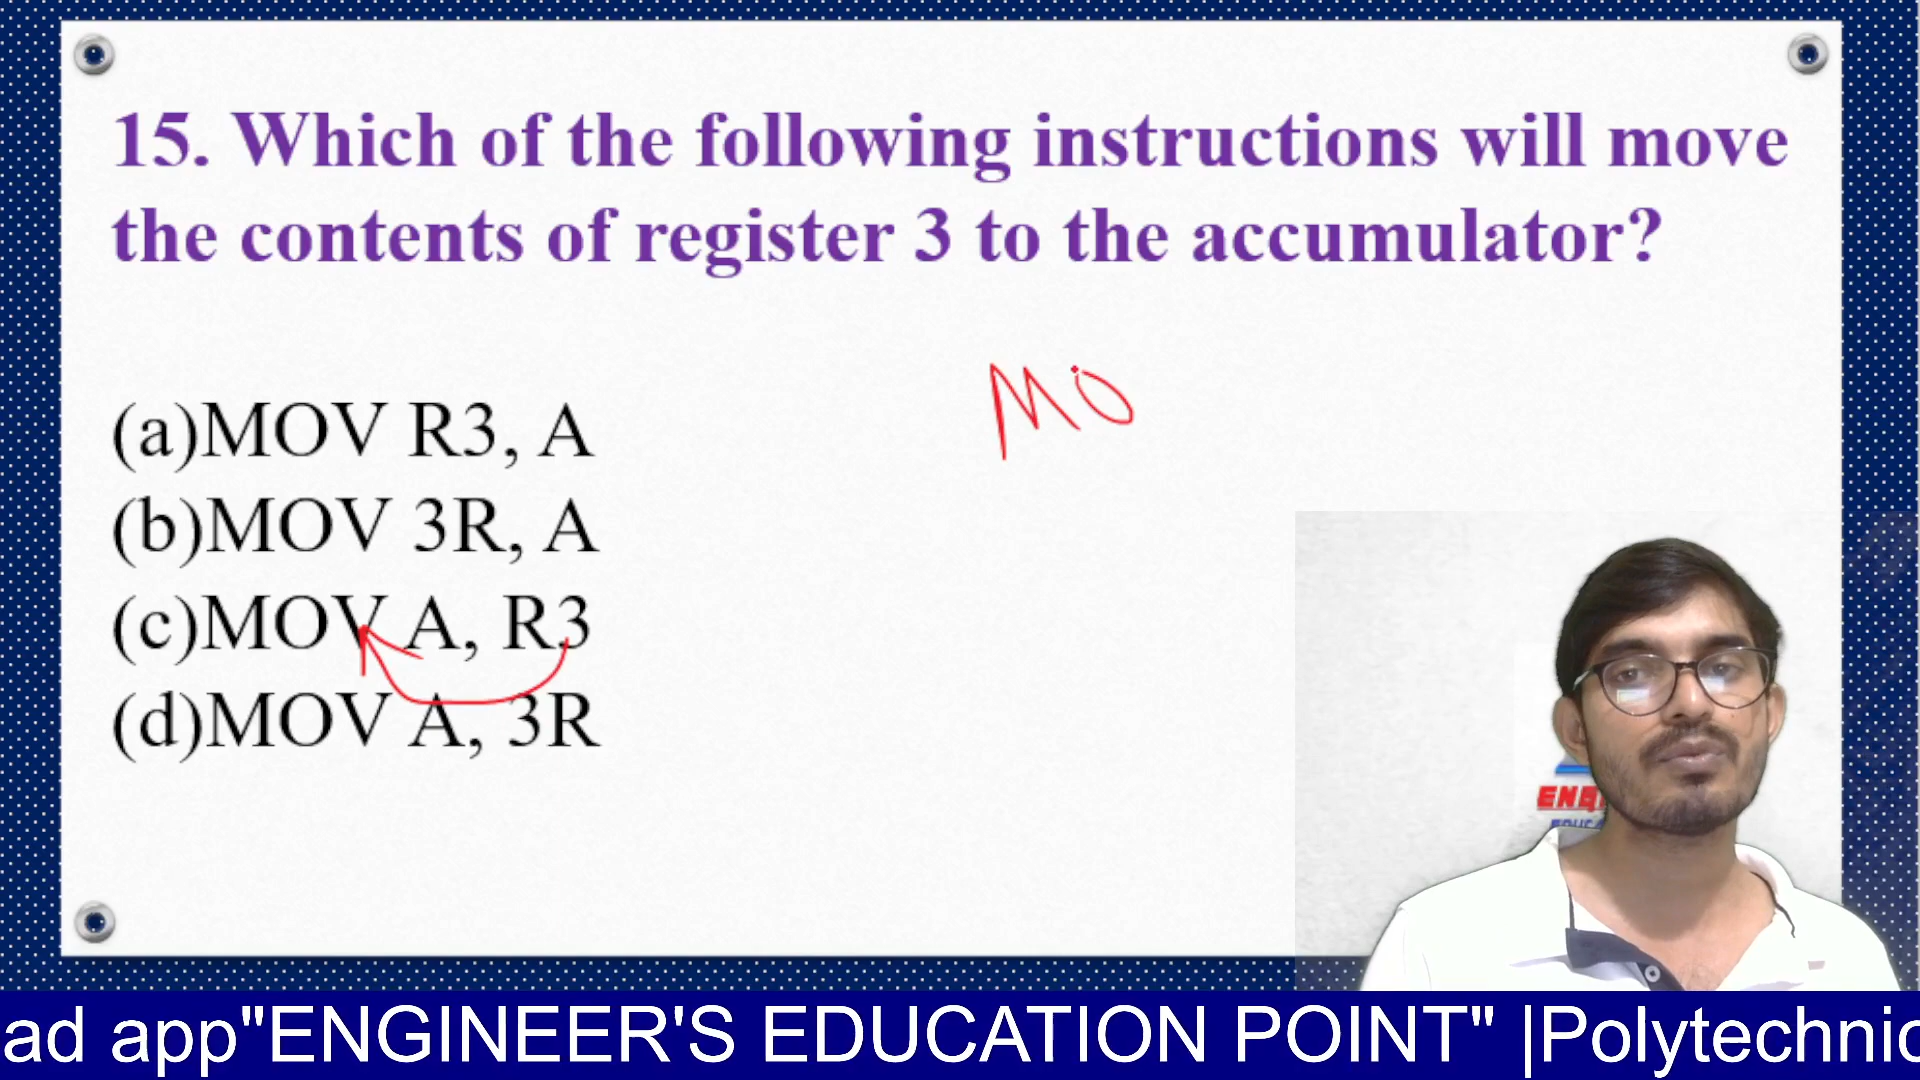 15. Which of the following instructions will move
the contents of register 3 to the accumulator?
(a)MOV R3, A
(b)MOV 3R, A
(c)MOV A, R3
(d)MOV A, 3R
MO
ad app"ENGINEER'S EDUCATION POINT" |Polytechnic